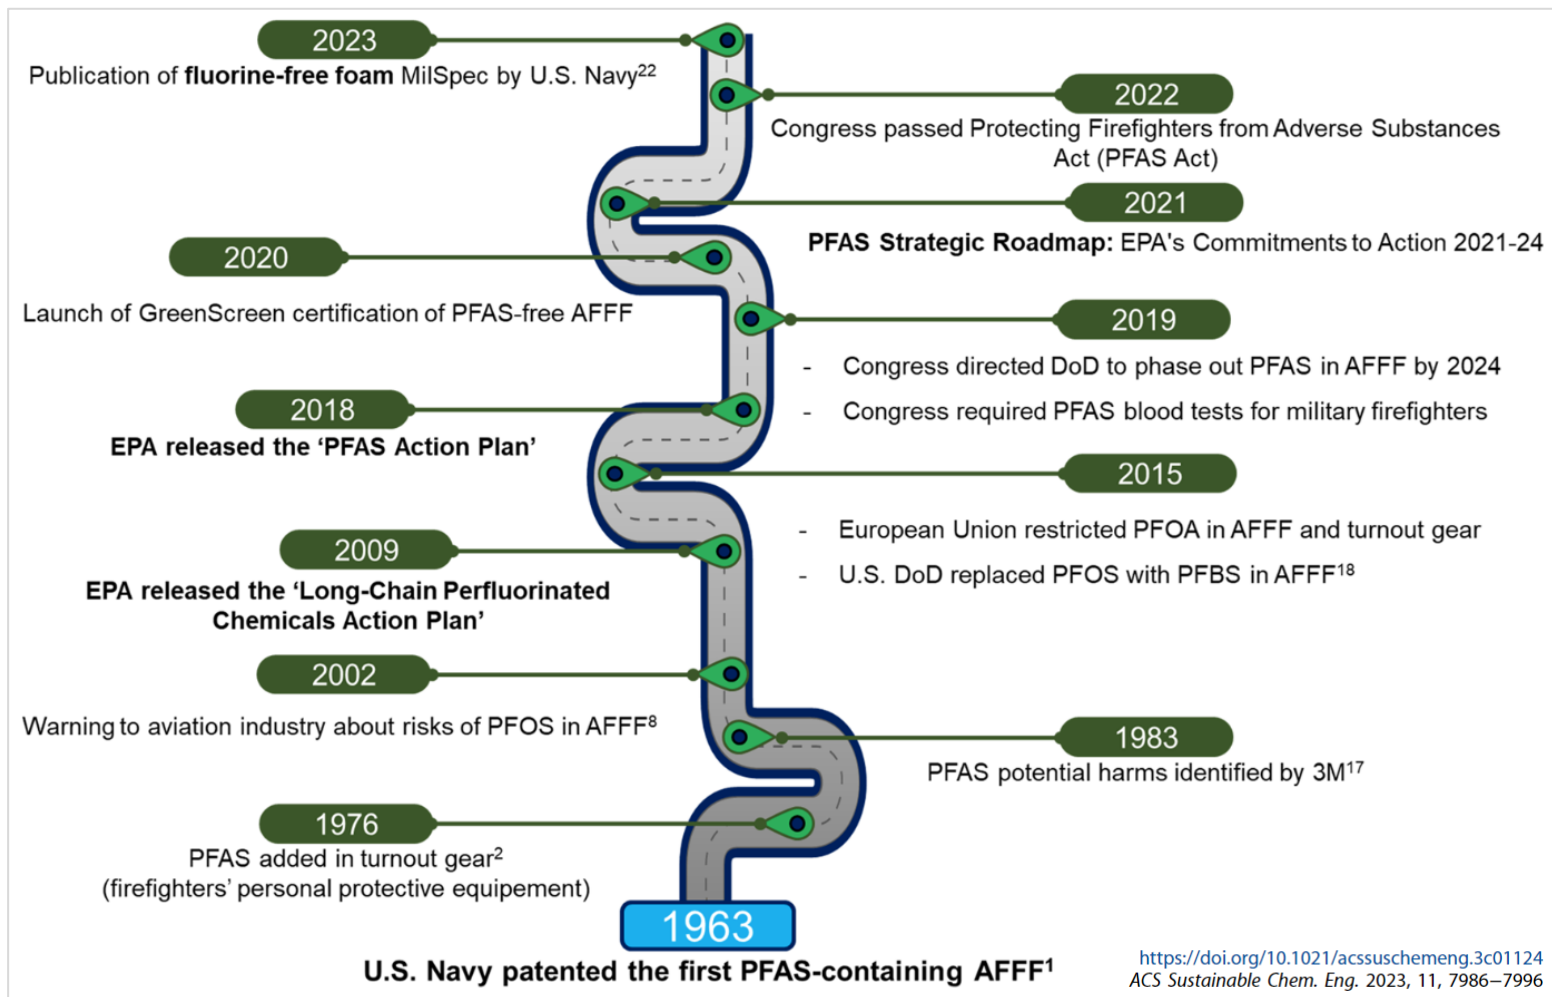 2023
Publication of fluorine-free foam MilSpec by U.S. Navy22
2022
Congress passed Protecting Firefighters from Adverse Substances
Act (PFAS Act)
2021
PFAS Strategic Roadmap: EPA's Commitments to Action 2021-24
2020
Launch of GreenScreen certification of PFAS-free AFFF
2019
- Congress directed DoD to phase out PFAS in AFFF by 2024
- Congress required PFAS blood tests for military firefighters
2018
EPA released the ‘PFAS Action Plan’
2015
- European Union restricted PFOA in AFFF and turnout gear
- U.S. DoD replaced PFOS with PFBS in AFFF18
2009
EPA released the ‘Long-Chain Perfluorinated
Chemicals Action Plan’
2002
Warning to aviation industry about risks of PFOS in AFFF8
1983
PFAS potential harms identified by 3M17
1976
PFAS added in turnout gear2
(firefighters’ personal protective equipement)
1963
U.S. Navy patented the first PFAS-containing AFFF1
https://doi.org/10.1021/acssuschemeng.3c01124
ACS Sustainable Chem. Eng. 2023, 11, 7986−7996